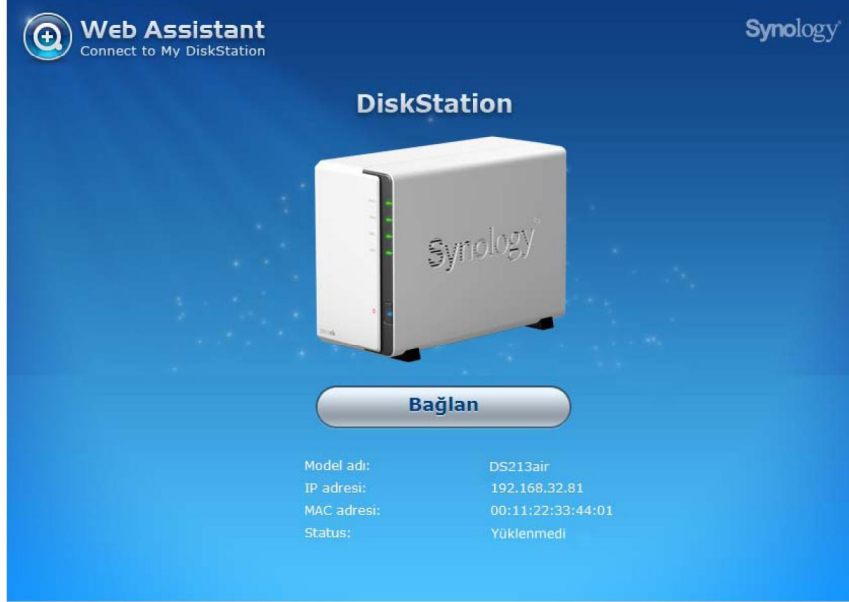 Web Assistant
Connect to My DiskStation
Synology
DiskStation
Synology
Bağlan
Model adı: DS213air
IP adresi: 192.168.32.81
MAC adresi: 00:11:22:33:44:01
Status: Yüklenmedi